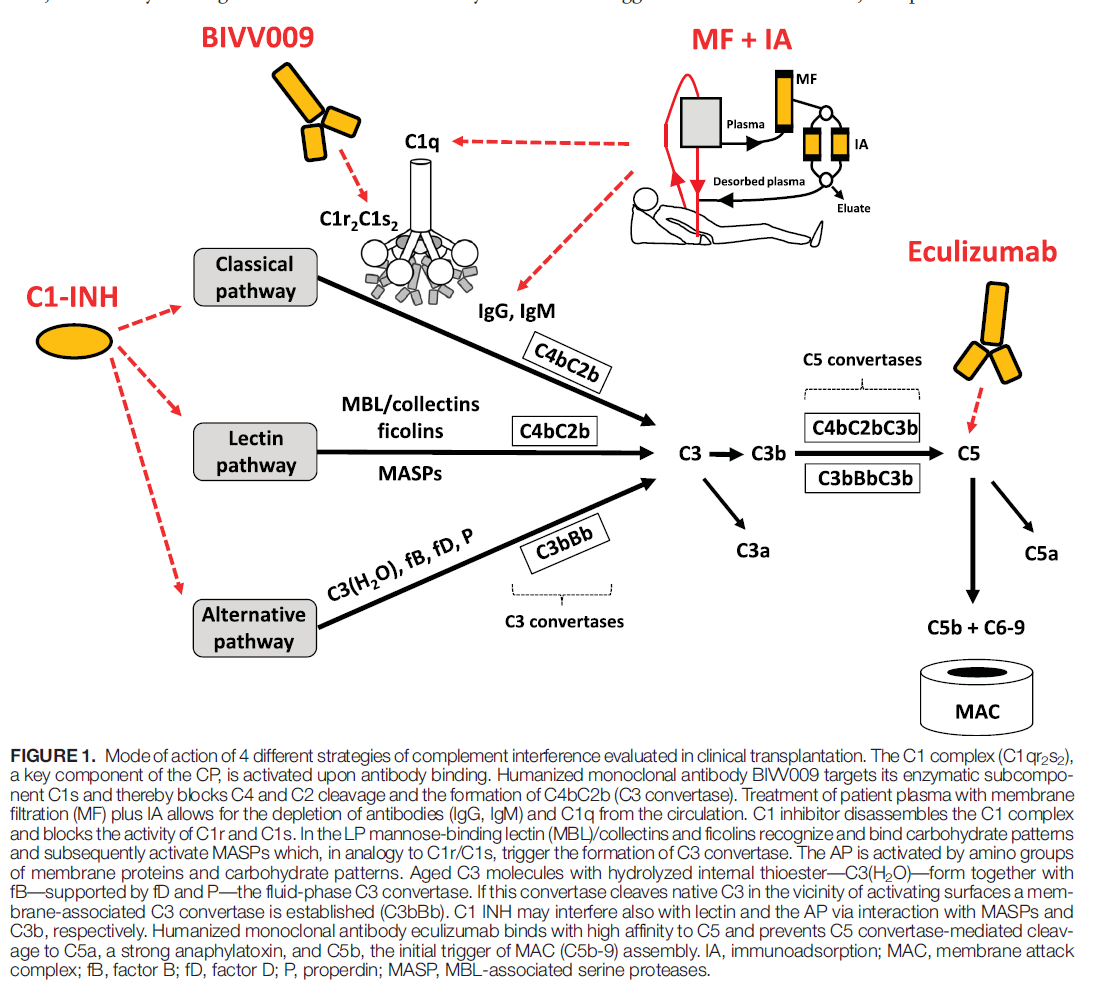 BIVV009
MF + IA
MF
Plasma
IA
Desorbed plasma
Eluate
C1q
C1r2C1s2
Classical
pathway
IgG, IgM
C4bC2b
C1-INH
Eculizumab
C5 convertases
MBL/collectins
ficolins
Lectin
pathway
MASPs
C4bC2b
C3
C3b
C4bC2bC3b
C3bBbC3b
C5
C3a
C5a
C3(H2O), fB, fD, P
C3bBb
C3 convertases
Alternative
pathway
C5b + C6-9
MAC
FIGURE 1. Mode of action of 4 different strategies of complement interference evaluated in clinical transplantation. The C1 complex (C1qr2s2),
a key component of the CP, is activated upon antibody binding. Humanized monoclonal antibody BIVV009 targets its enzymatic subcompo-
nent C1s and thereby blocks C4 and C2 cleavage and the formation of C4bC2b (C3 convertase). Treatment of patient plasma with membrane
filtration (MF) plus IA allows for the depletion of antibodies (IgG, IgM) and C1q from the circulation. C1 inhibitor disassembles the C1 complex
and blocks the activity of C1r and C1s. In the LP mannose-binding lectin (MBL)/collectins and ficolins recognize and bind carbohydrate patterns
and subsequently activate MASPs which, in analogy to C1r/C1s, trigger the formation of C3 convertase. The AP is activated by amino groups
of membrane proteins and carbohydrate patterns. Aged C3 molecules with hydrolyzed internal thioester—C3(H2O)—form together with
fB—supported by fD and P—the fluid-phase C3 convertase. If this convertase cleaves native C3 in the vicinity of activating surfaces a mem-
brane-associated C3 convertase is established (C3bBb). C1 INH may interfere also with lectin and the AP via interaction with MASPs and
C3b, respectively. Humanized monoclonal antibody eculizumab binds with high affinity to C5 and prevents C5 convertase-mediated cleav-
age to C5a, a strong anaphylatoxin, and C5b, the initial trigger of MAC (C5b-9) assembly. IA, immunoadsorption; MAC, membrane attack
complex; fB, factor B; fD, factor D; P, properdin; MASP, MBL-associated serine proteases.